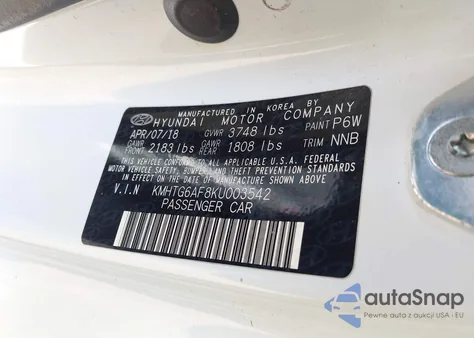 MANUFACTURED IN KOREA BY
HYUNDAI MOTOR COMPANY
APR/07/18 GVWR 3748 lbs PAINT P6W
GAWR FRONT 2183 lbs GAWR REAR 1808 lbs TRIM NNB
THIS VEHICLE CONFORMS TO ALL APPLICABLE U.S.A. FEDERAL
MOTOR VEHICLE SAFETY, BUMPER, AND THEFT PREVENTION
STANDARDS IN EFFECT ON THE DATE OF MANUFACTURE
SHOWN ABOVE.
V.I.N KMHTG6AF8KU003542
PASSENGER CAR
autoSnap
Pewne auta z aukcji USA i EU